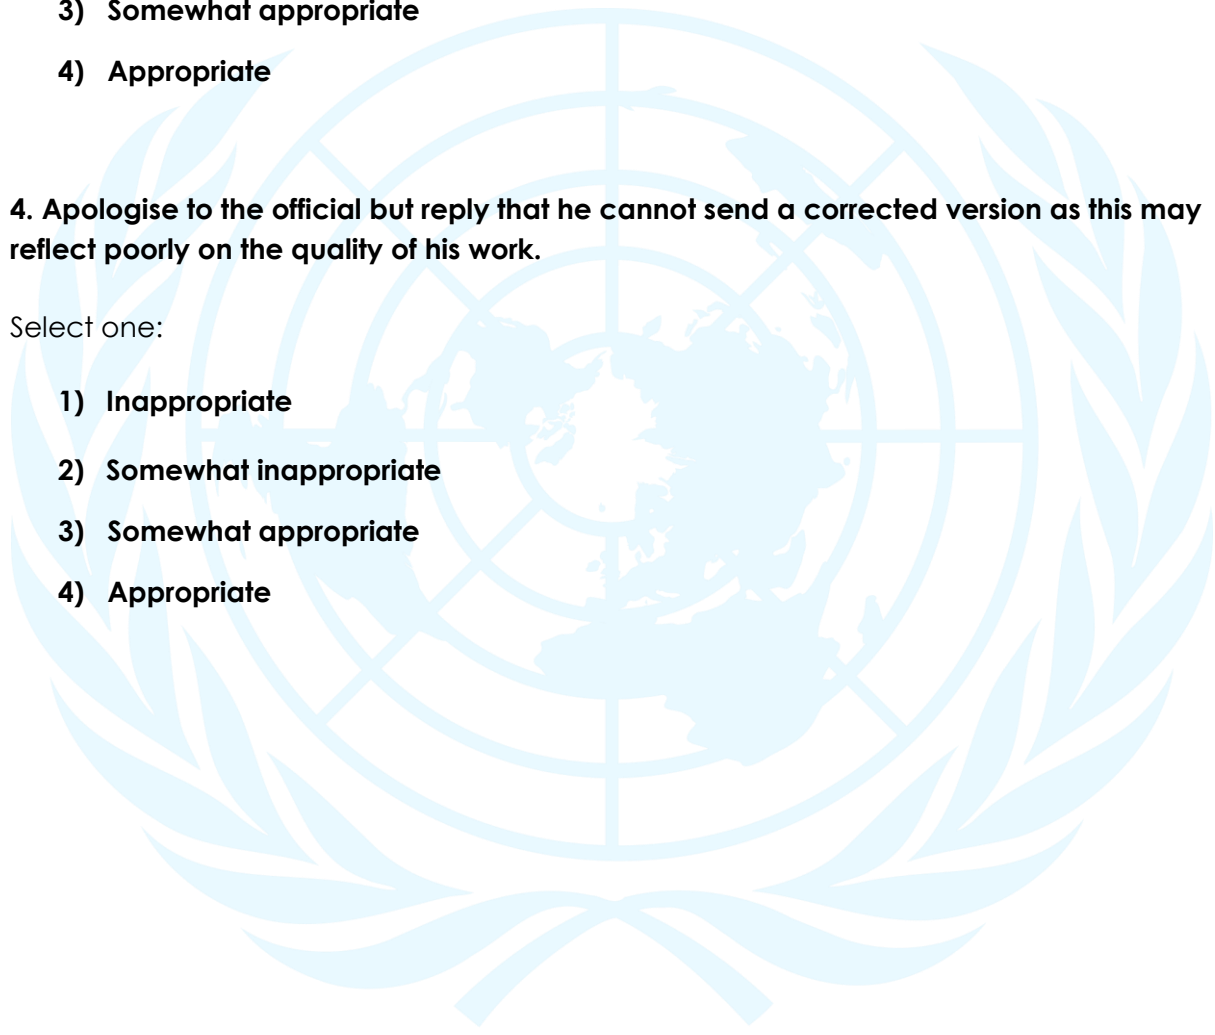 3) Somewhat appropriate
4) Appropriate
4. Apologise to the official but reply that he cannot send a corrected version as this may
reflect poorly on the quality of his work.
Select one:
1) Inappropriate
2) Somewhat inappropriate
3) Somewhat appropriate
4) Appropriate